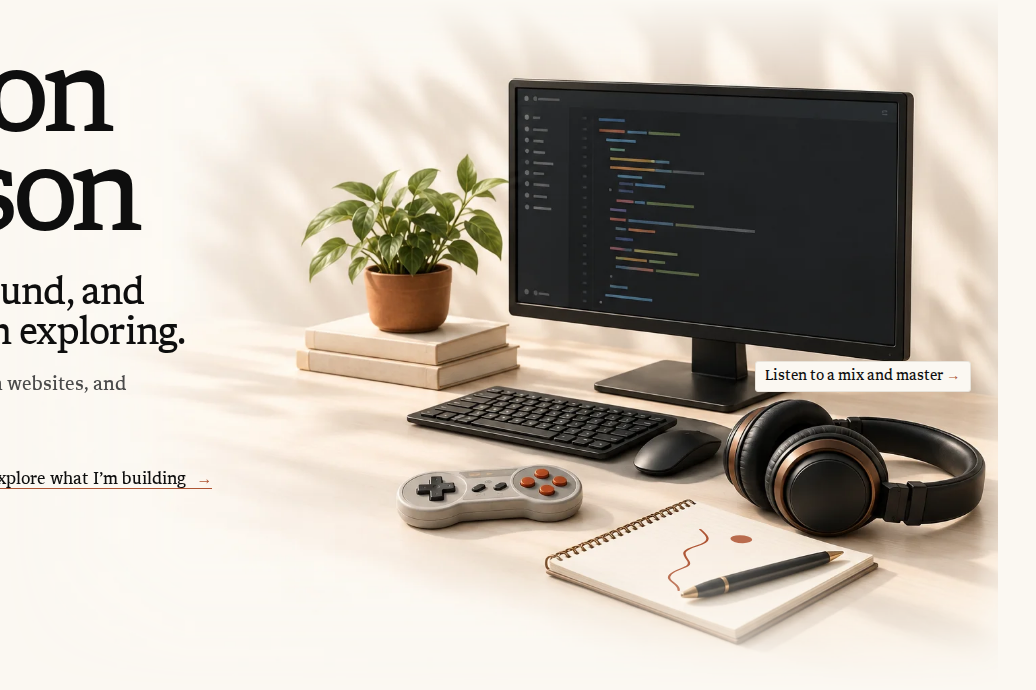 on
son
und, and
n exploring.
websites, and
xplore what I'm building →
Listen to a mix and master →